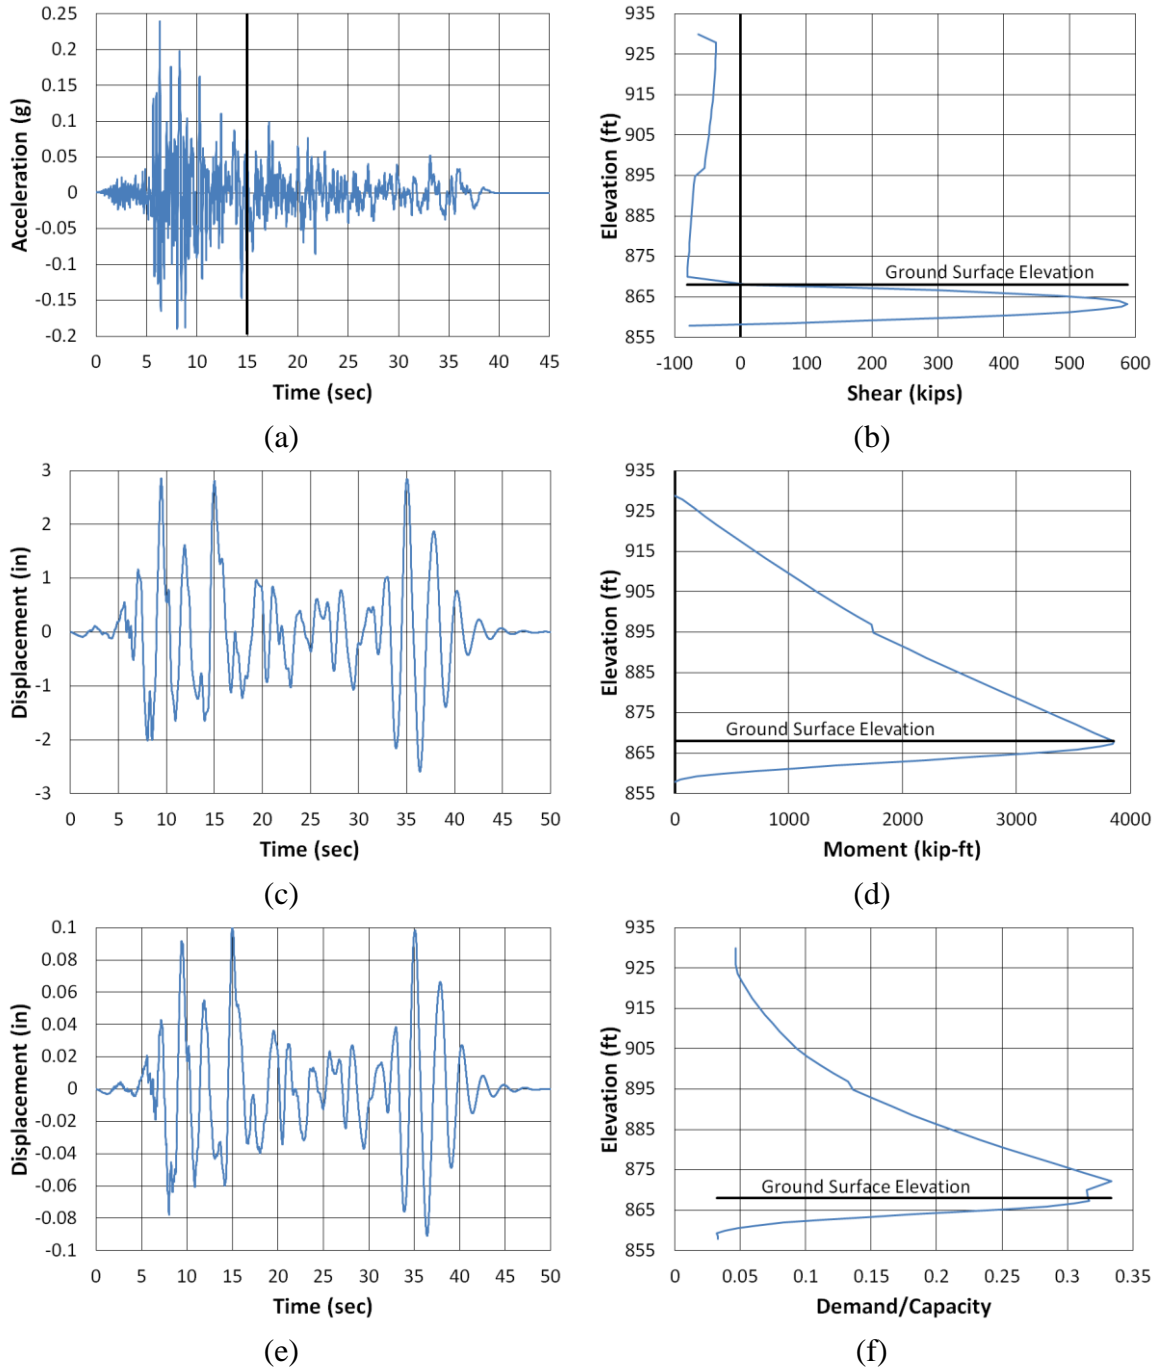 0.25
0.2
0.15
0.1
0.05
0
-0.05
-0.1
-0.15
-0.2
Acceleration (g)
0 5 10 15 20 25 30 35 40 45
Time (sec)
(a)
935
925
915
905
895
885
875
865
855
Elevation (ft)
Ground Surface Elevation
-100 0 100 200 300 400 500 600
Shear (kips)
(b)
3
2
1
0
-1
-2
-3
Displacement (in)
0 5 10 15 20 25 30 35 40 45 50
Time (sec)
(c)
935
925
915
905
895
885
875
865
855
Elevation (ft)
Ground Surface Elevation
0 1000 2000 3000 4000
Moment (kip-ft)
(d)
0.1
0.08
0.06
0.04
0.02
0
-0.02
-0.04
-0.06
-0.08
-0.1
Displacement (in)
0 5 10 15 20 25 30 35 40 45 50
Time (sec)
(e)
935
925
915
905
895
885
875
865
855
Elevation (ft)
Ground Surface Elevation
0 0.05 0.1 0.15 0.2 0.25 0.3 0.35
Demand/Capacity
(f)